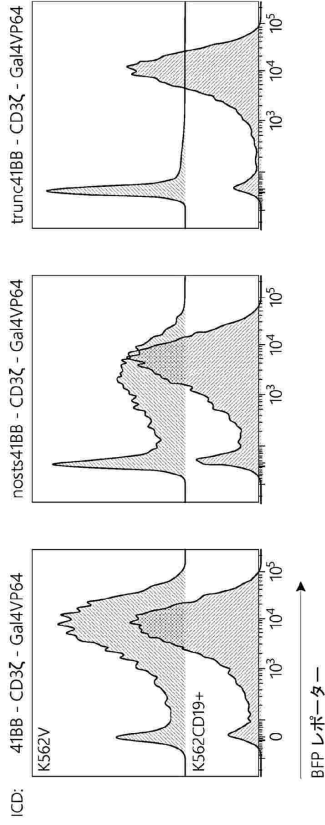 ICD:
41BB - CD3ζ - Gal4VP64
nosts41BB - CD3ζ - Gal4VP64
trunc41BB - CD3ζ - Gal4VP64
K562V
K562CD19+
0 10³ 10⁴ 10⁵
10³ 10⁴ 10⁵
10³ 10⁴ 10⁵
BFP レポーター